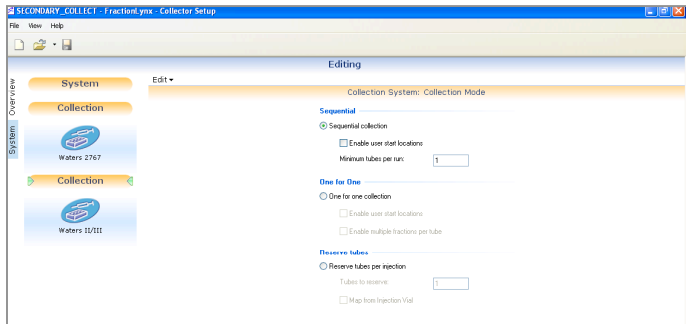 SECONDARY_COLLECT - FractionLynx - Collector Setup
File View Help
Editing
Overview
System
System
Collection
Waters 2767
Collection
Waters II/III
Edit
Collection System: Collection Mode
Sequential
Sequential collection
Enable user start locations
Minimum tubes per run: 1
One for One
One for one collection
Enable user start locations
Enable multiple fractions per tube
Reserve tubes
Reserve tubes per injection
Tubes to reserve: 1
Map from Injection Vial